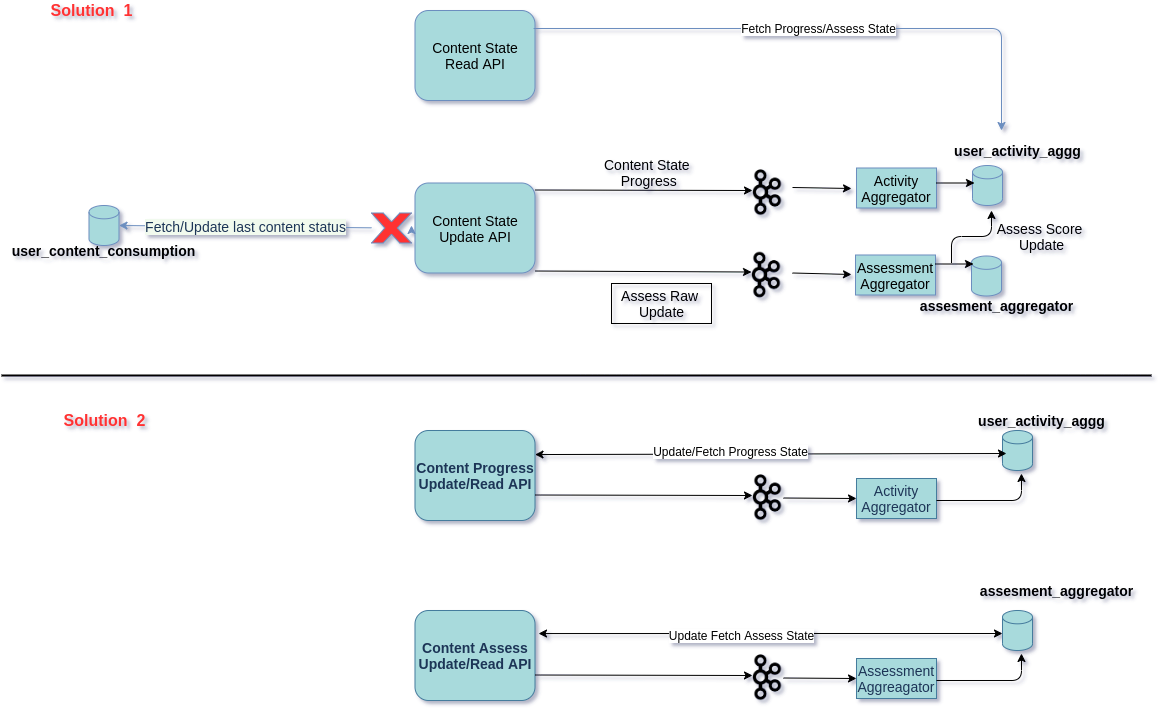 Solution 1
Content State
Read API
Fetch Progress/Assess State
user_activity_aggg
Content State
Progress
Activity
Aggregator
Content State
Update API
Fetch/Update last content status
user_content_consumption
Assess Score
Update
Assessment
Aggregator
Assess Raw
Update
assesment_aggregator
Solution 2
user_activity_aggg
Update/Fetch Progress State
Content Progress
Update/Read API
Activity
Aggregator
assesment_aggregator
Update Fetch Assess State
Content Assess
Update/Read API
Assessment
Aggreagator